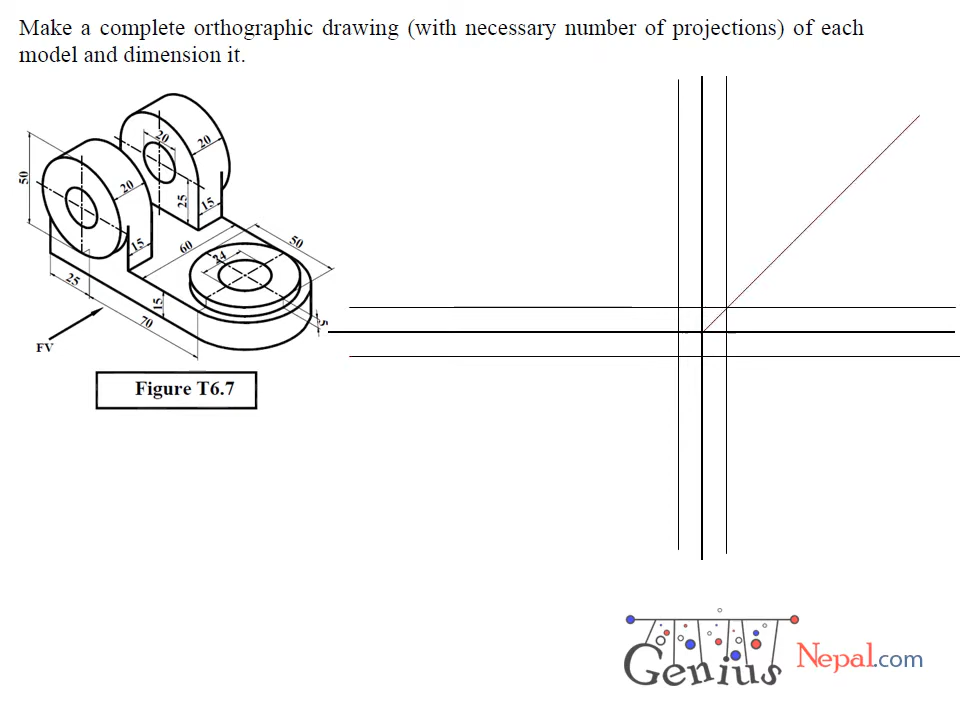 Make a complete orthographic drawing (with necessary number of projections) of each
model and dimension it.
20
20
50
20
25
15
15
60
50
24
25
15
70
5
FV
Figure T6.7
Genius Nepal.com